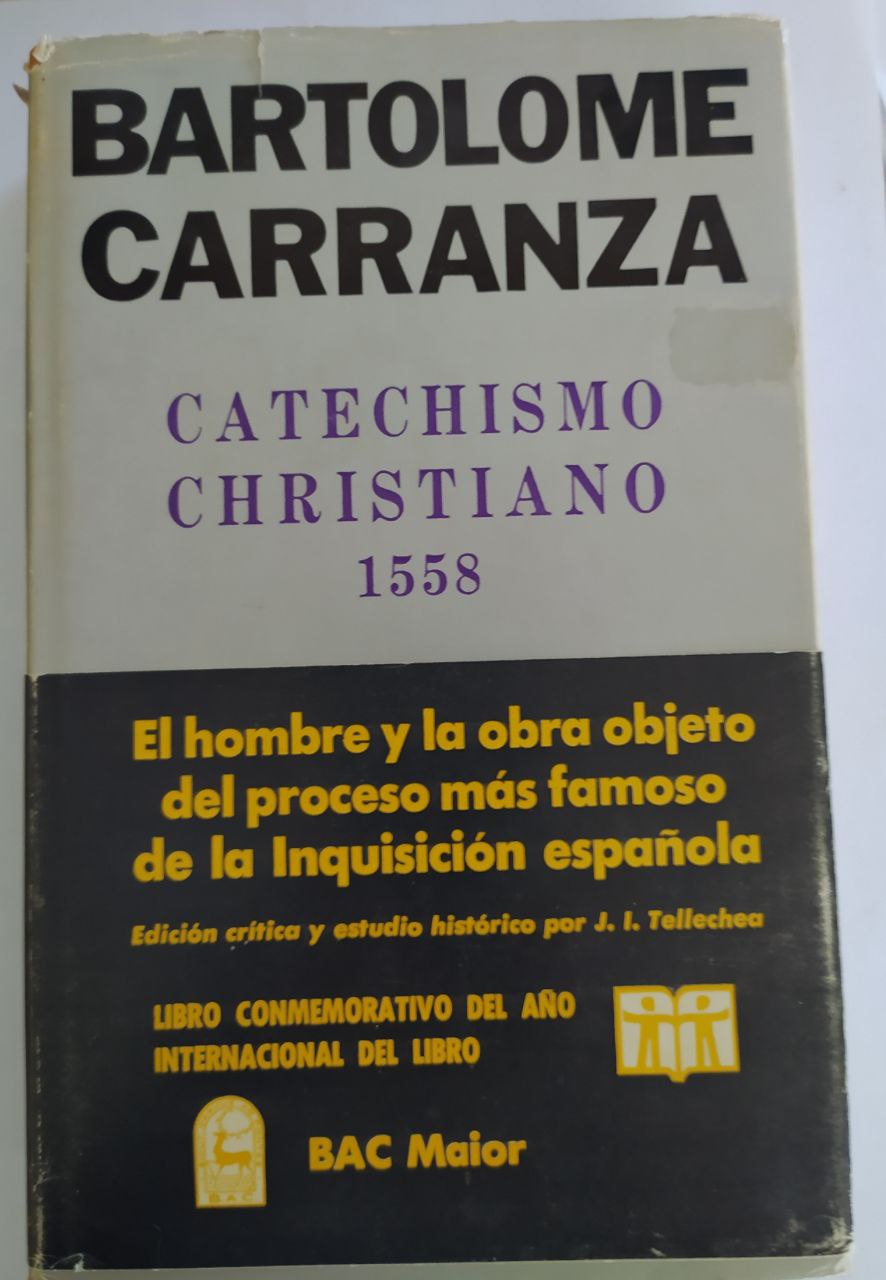 BARTOLOME
CARRANZA
CATECHISMO
CHRISTIANO
1558
El hombre y la obra objeto
del proceso más famoso
de la Inquisición española
Edición crítica y estudio histórico por J. I. Tellechea
LIBRO CONMEMORATIVO DEL AÑO
INTERNACIONAL DEL LIBRO
BAC
BAC Maior